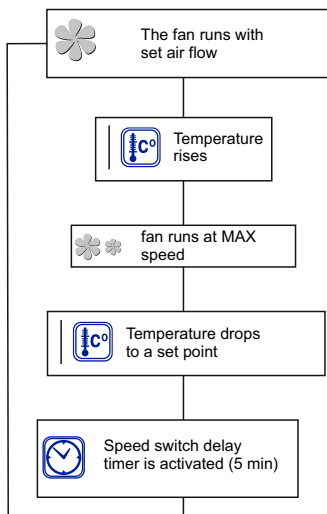 The fan runs with
set air flow
C°
Temperature
rises
fan runs at MAX
speed
C°
Temperature drops
to a set point
Speed switch delay
timer is activated (5 min)